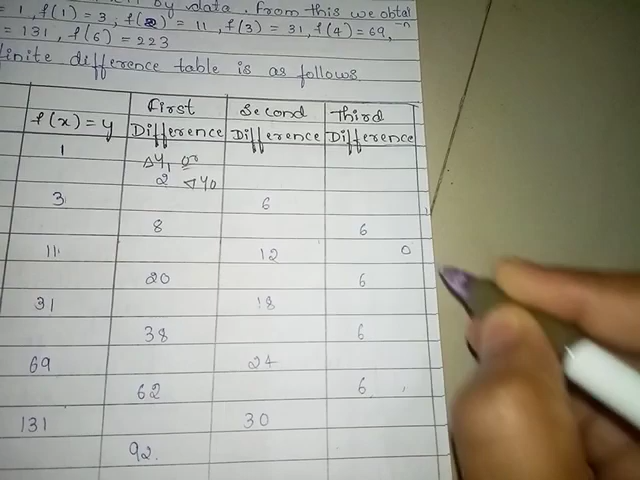 by data. From this we obtai
= 1, f(1) = 3, f(2) = 11, f(3) = 31, f(4) = 69, -n
= 131, f(6) = 223
finite difference table is as follows
f(x) = y First Difference Second Difference Third Difference
1 Δy1 or
2 ∇y0
3 6
8 6
11 12 0
20 6
31 18
38 6
69 24
62 6
131 30
92.